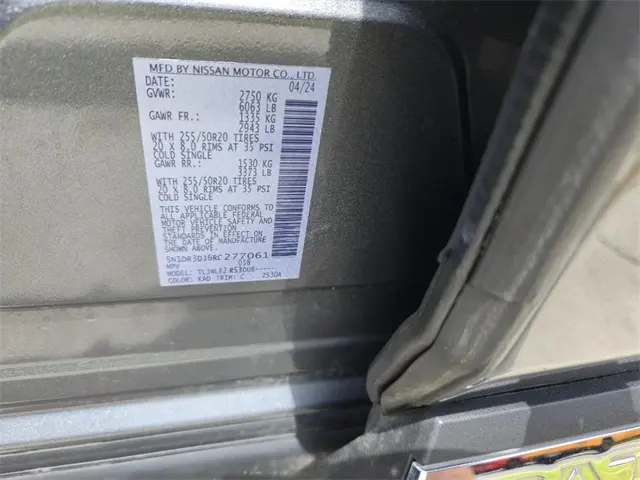 MFD BY NISSAN MOTOR CO., LTD.
DATE: 04/24
GVWR: 2750 KG
6063 LB
GAWR FR.: 1335 KG
2943 LB
WITH 255/50R20 TIRES
20 X 8.0 RIMS AT 35 PSI
COLD SINGLE
GAWR RR.: 1530 KG
3373 LB
WITH 255/50R20 TIRES
20 X 8.0 RIMS AT 35 PSI
COLD SINGLE
THIS VEHICLE CONFORMS TO
ALL APPLICABLE FEDERAL
MOTOR VEHICLE SAFETY AND
THEFT PREVENTION
STANDARDS IN EFFECT ON
THE DATE OF MANUFACTURE
SHOWN ABOVE.
5N1DR3DJ6RC277061
MPV 058
MODEL:
COLOR: KAD TRIM: C